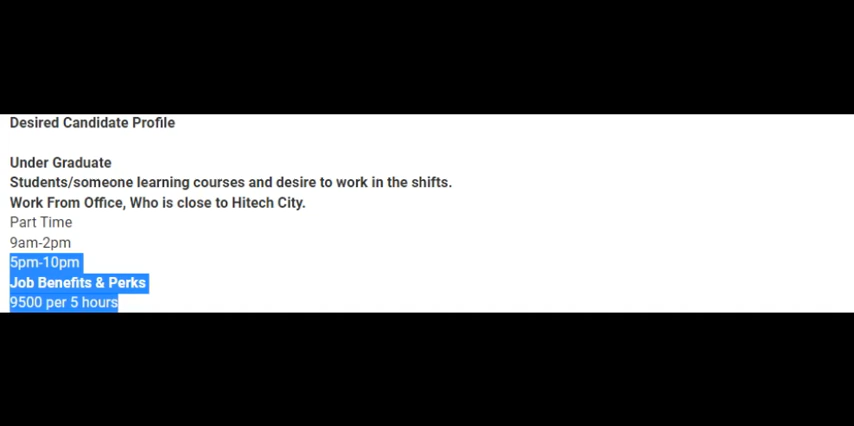 Desired Candidate Profile
Under Graduate
Students/someone learning courses and desire to work in the shifts.
Work From Office, Who is close to Hitech City.
Part Time
9am-2pm
5pm-10pm
Job Benefits & Perks
9500 per 5 hours